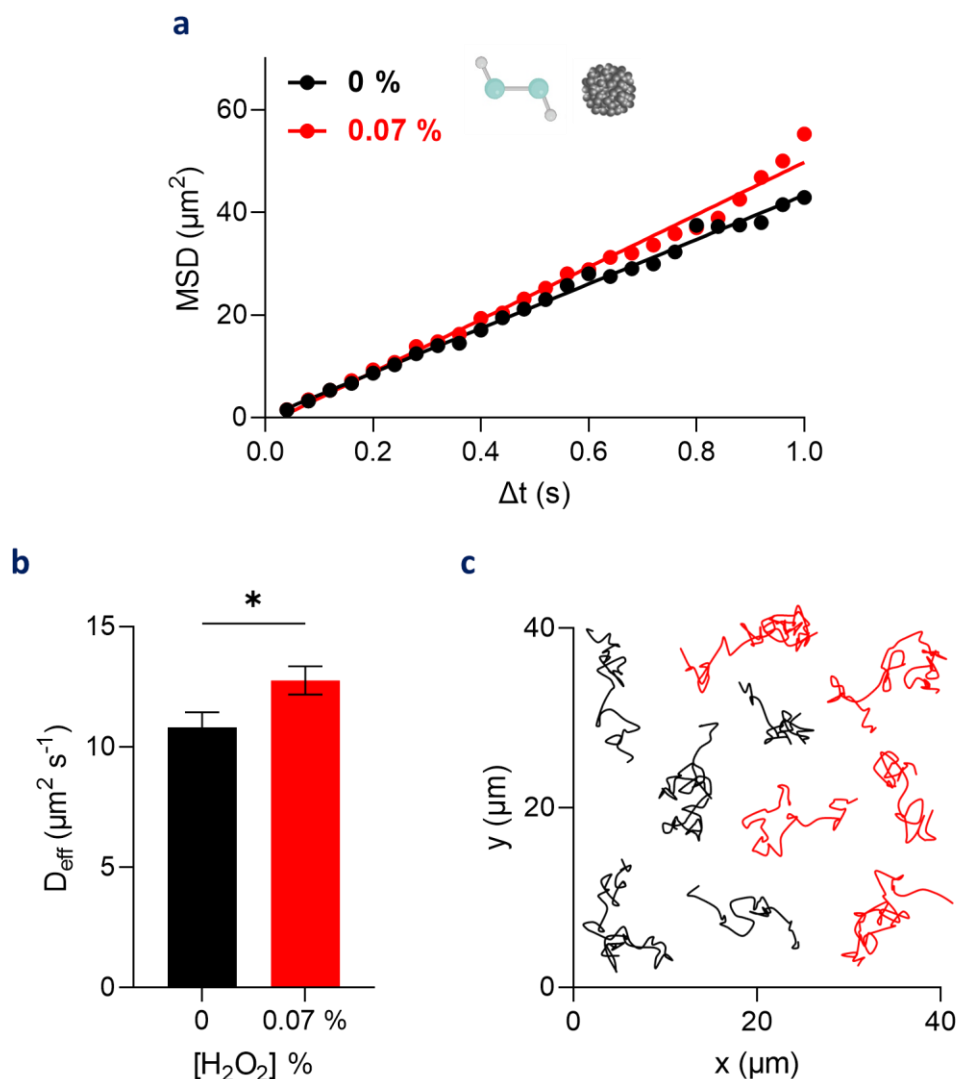 a
0 %
0.07 %
MSD (µm²)
60
40
20
0
0.0 0.2 0.4 0.6 0.8 1.0
Δt (s)
b
*
D_eff (µm² s⁻¹)
15
10
5
0
0 0.07 %
[H₂O₂] %
c
y (µm)
40
20
0
0 20 40
x (µm)